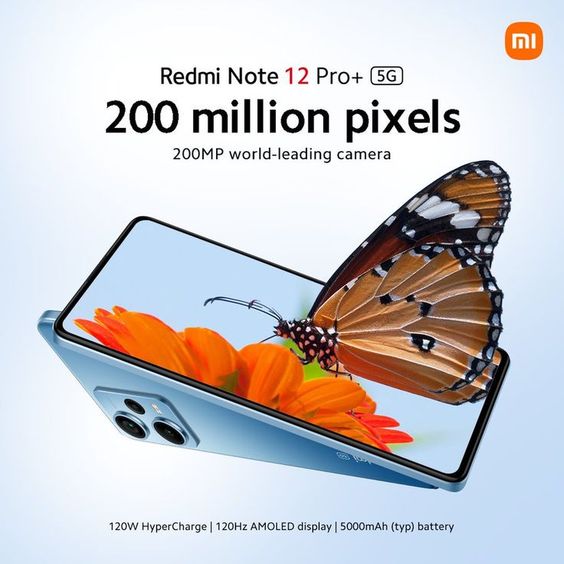 mi
Redmi Note 12 Pro+ 5G
200 million pixels
200MP world-leading camera
120W HyperCharge | 120Hz AMOLED display | 5000mAh (typ) battery